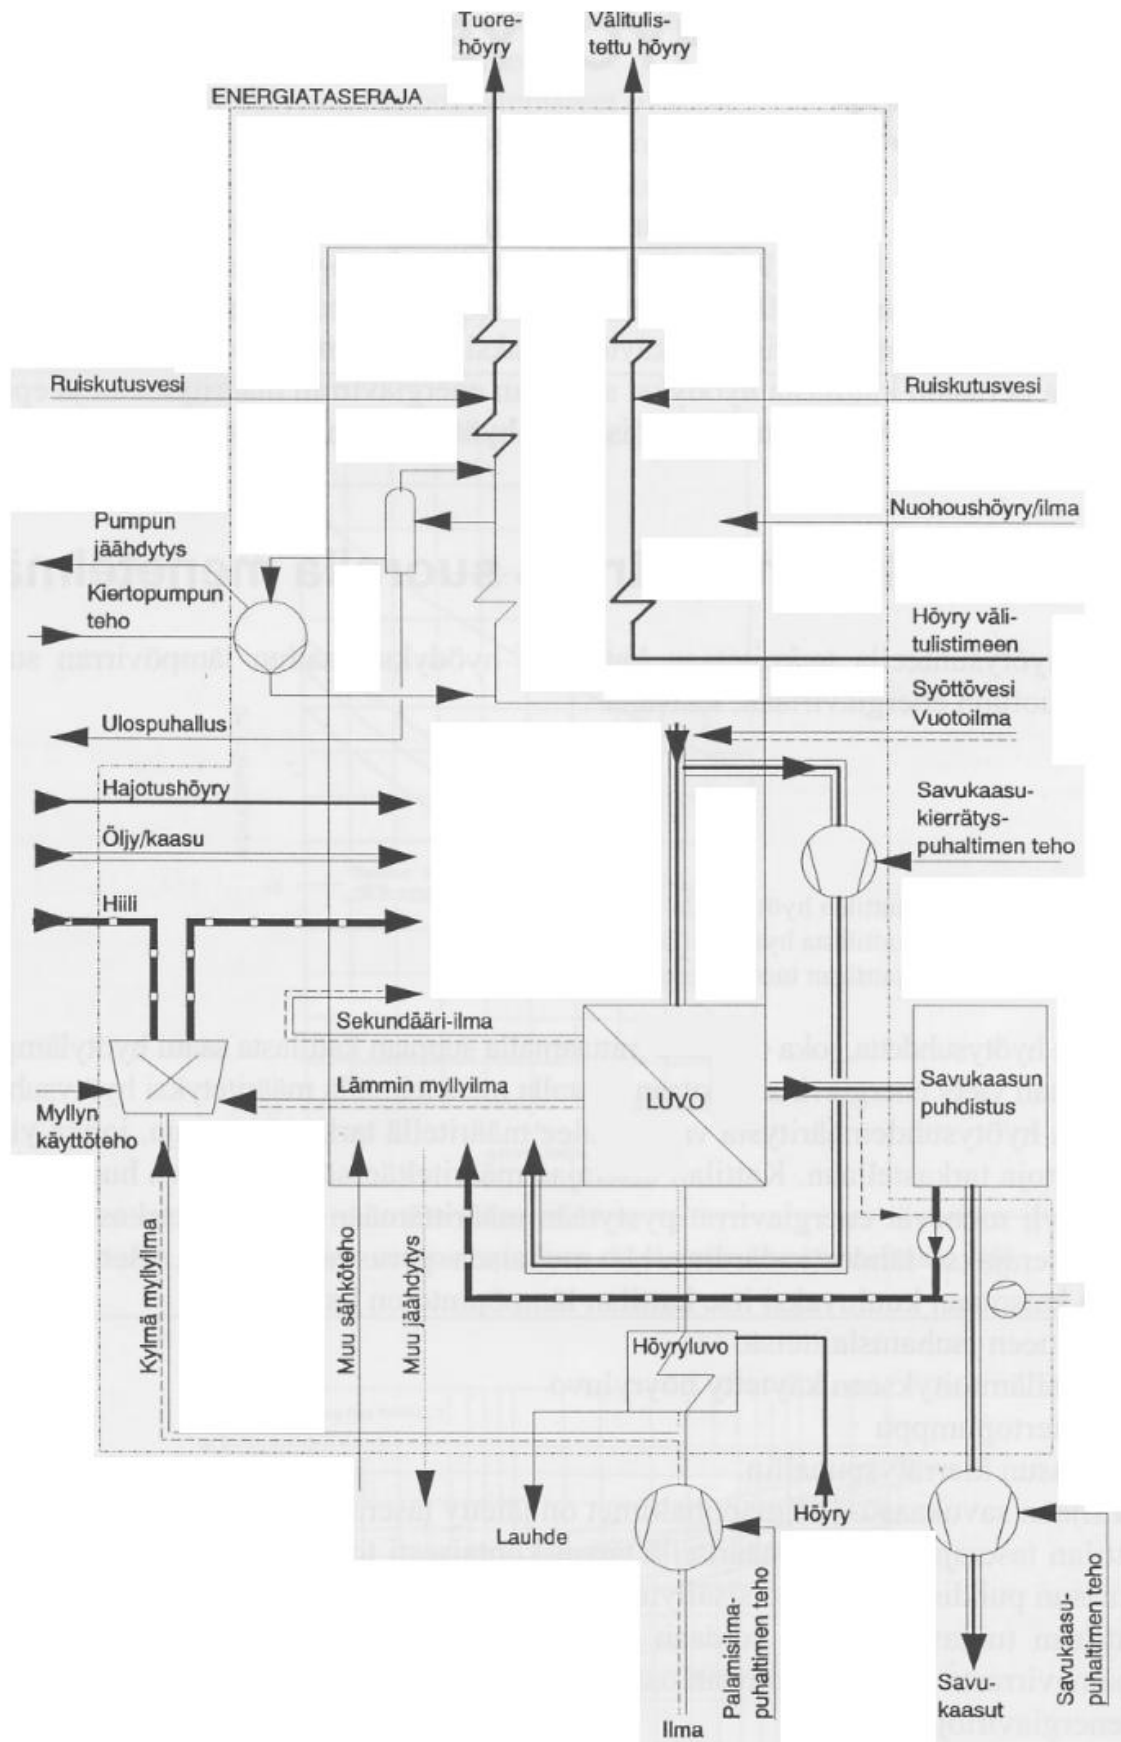 Tuore-
höyry
Välitulis-
tettu höyry
ENERGIATASERAJA
Ruiskutusvesi
Ruiskutusvesi
Nuohoushöyry/ilma
Pumpun
jäähdytys
Kiertopumpun
teho
Höyry väli-
tulistimeen
Syöttövesi
Vuotoilma
Ulospuhallus
Hajotushöyry
Öljy/kaasu
Savukaasu-
kierrätys-
puhaltimen teho
Hiili
Sekundääri-ilma
Lämmin myllyilma
LUVO
Savukaasun
puhdistus
Myllyn
käyttöteho
Kylmä myllyilma
Muu sähköteho
Muu jäähdytys
Höyryluvo
Lauhde
Höyry
Palamisilma-
puhaltimen teho
Savukaasu-
puhaltimen teho
Savu-
kaasut
Ilma